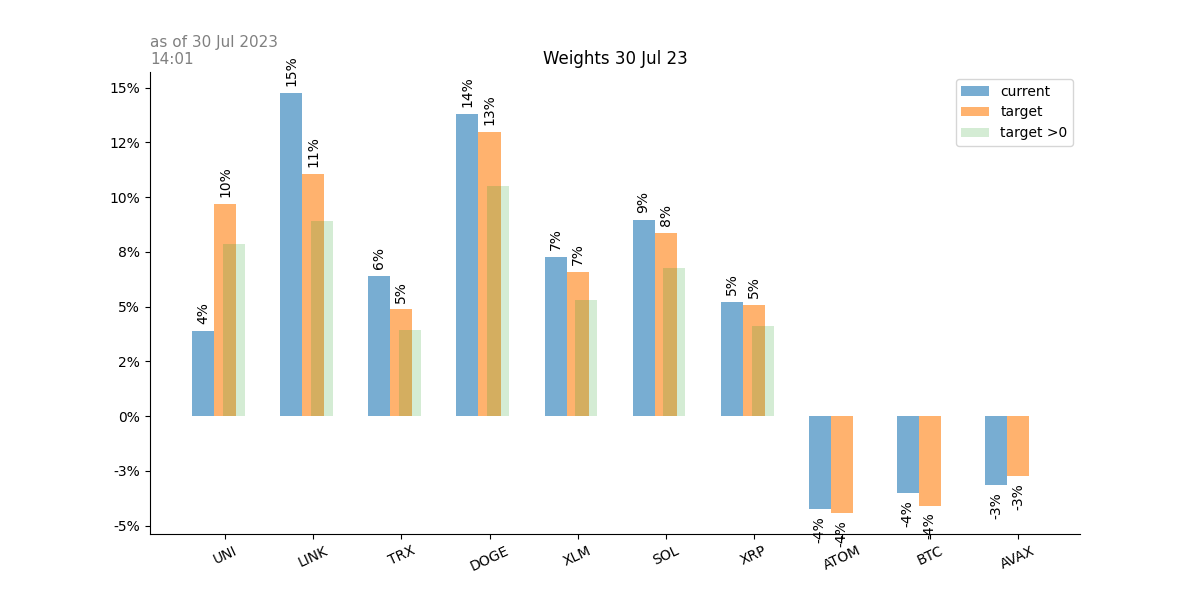 as of 30 Jul 2023
14:01
Weights 30 Jul 23
current
target
target >0
15%
12%
10%
8%
5%
2%
0%
-3%
-5%
4%
10%
15%
11%
6%
5%
14%
13%
7%
7%
9%
8%
5%
5%
-4%
-4%
-4%
-4%
-3%
-3%
UNI
LINK
TRX
DOGE
XLM
SOL
XRP
ATOM
BTC
AVAX